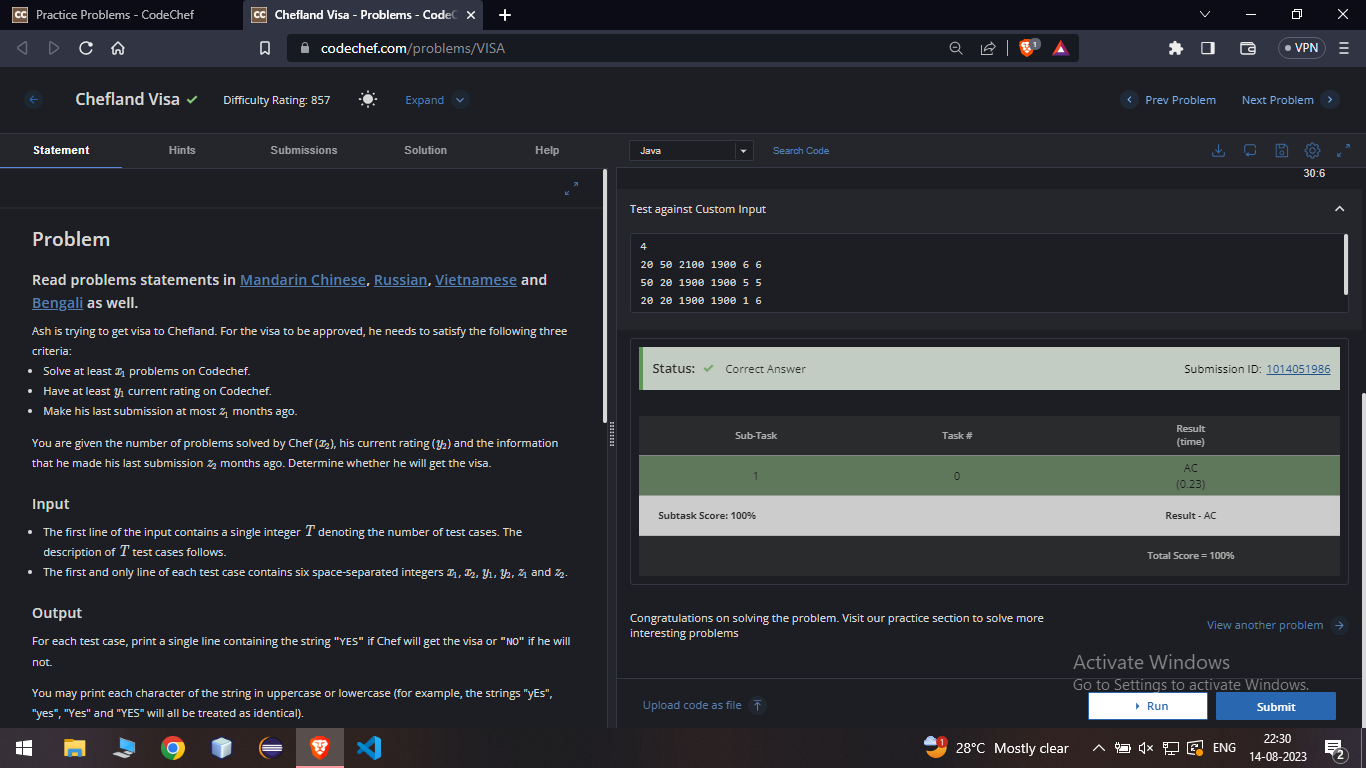 Practice Problems - CodeChef
Chefland Visa - Problems - CodeC
codechef.com/problems/VISA
1
VPN
Chefland Visa
Difficulty Rating: 857
Expand
Prev Problem
Next Problem
Statement
Hints
Submissions
Solution
Help
Java
Search Code
30:6
Problem
Read problems statements in Mandarin Chinese, Russian, Vietnamese and
Bengali as well.
Ash is trying to get visa to Chefland. For the visa to be approved, he needs to satisfy the following three
criteria:
• Solve at least x₁ problems on Codechef.
• Have at least y₁ current rating on Codechef.
• Make his last submission at most z₁ months ago.
You are given the number of problems solved by Chef (x₂), his current rating (y₂) and the information
that he made his last submission z₂ months ago. Determine whether he will get the visa.
Input
• The first line of the input contains a single integer T denoting the number of test cases. The
description of T test cases follows.
• The first and only line of each test case contains six space-separated integers x₁, x₂, y₁, y₂, z₁ and z₂.
Output
For each test case, print a single line containing the string "YES" if Chef will get the visa or "NO" if he will
not.
You may print each character of the string in uppercase or lowercase (for example, the strings "yEs",
"yes", "Yes" and "YES" will all be treated as identical).
Test against Custom Input
4
20 50 2100 1900 6 6
50 20 1900 1900 5 5
20 20 1900 1900 1 6
Status: Correct Answer
Submission ID: 1014051986
Sub-Task
Task #
Result
(time)
1
0
AC
(0.23)
Subtask Score: 100%
Result - AC
Total Score = 100%
Congratulations on solving the problem. Visit our practice section to solve more
interesting problems
View another problem
Activate Windows
Go to Settings to activate Windows.
Upload code as file
Run
Submit
1
28°C Mostly clear
ENG
22:30
14-08-2023
2